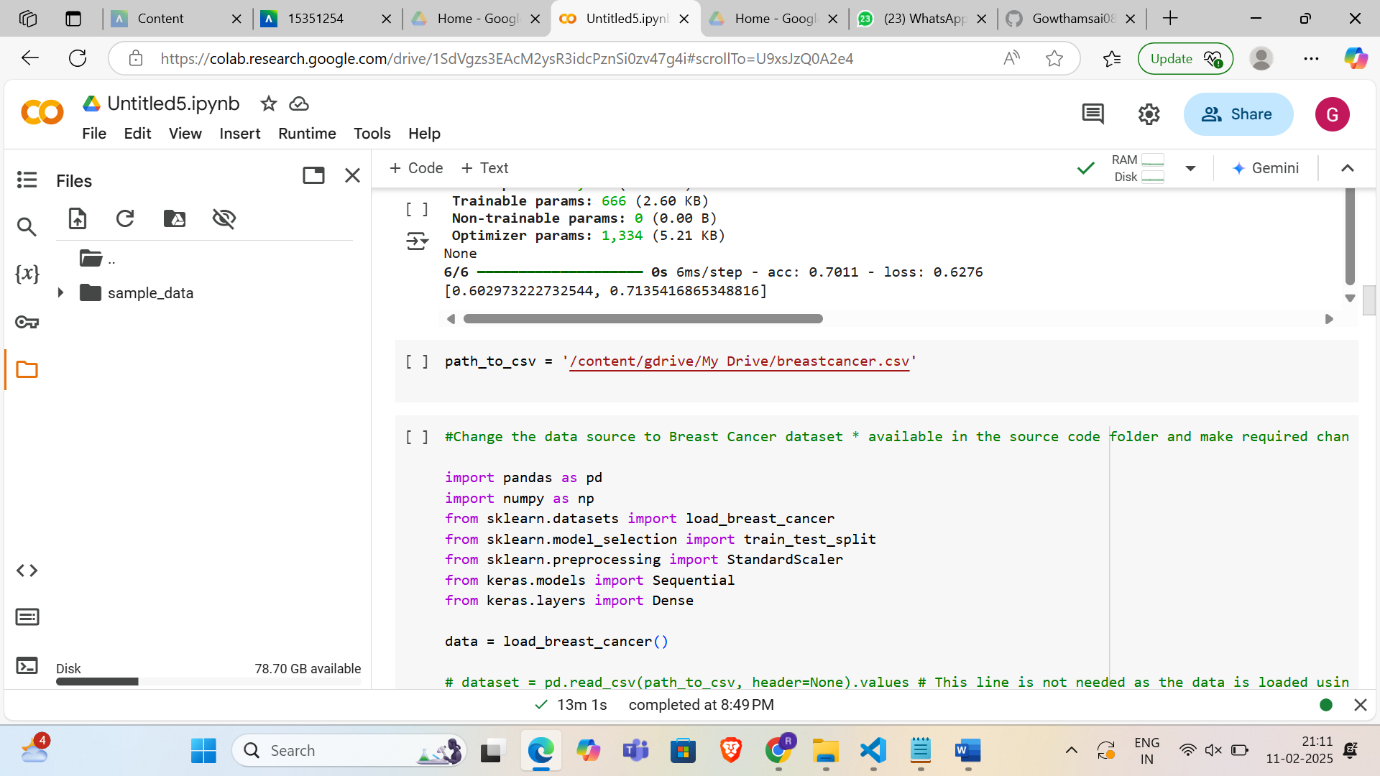 Content
15351254
Home - Google
Untitled5.ipynb
Home - Google
(23) WhatsApp
Gowthamsai08
https://colab.research.google.com/drive/1SdVgzs3EAcM2ysR3idcPznSi0zv47g4i#scrollTo=U9xsJzQ0A2e4
Update
Untitled5.ipynb
File Edit View Insert Runtime Tools Help
Share
G
Files
+ Code + Text
RAM
Disk
Gemini
..
sample_data
{x}
Disk 78.70 GB available
[ ]
Trainable params: 666 (2.60 KB)
Non-trainable params: 0 (0.00 B)
Optimizer params: 1,334 (5.21 KB)
None
6/6 ━━━━━━━━━━━━━━━━━━━━ 0s 6ms/step - acc: 0.7011 - loss: 0.6276
[0.602973222732544, 0.7135416865348816]
[ ] path_to_csv = '/content/gdrive/My Drive/breastcancer.csv'
[ ] #Change the data source to Breast Cancer dataset * available in the source code folder and make required chan
import pandas as pd
import numpy as np
from sklearn.datasets import load_breast_cancer
from sklearn.model_selection import train_test_split
from sklearn.preprocessing import StandardScaler
from keras.models import Sequential
from keras.layers import Dense
data = load_breast_cancer()
# dataset = pd.read_csv(path_to_csv, header=None).values # This line is not needed as the data is loaded usin
13m 1s completed at 8:49 PM
4
Search
R
ENG
IN
21:11
11-02-2025